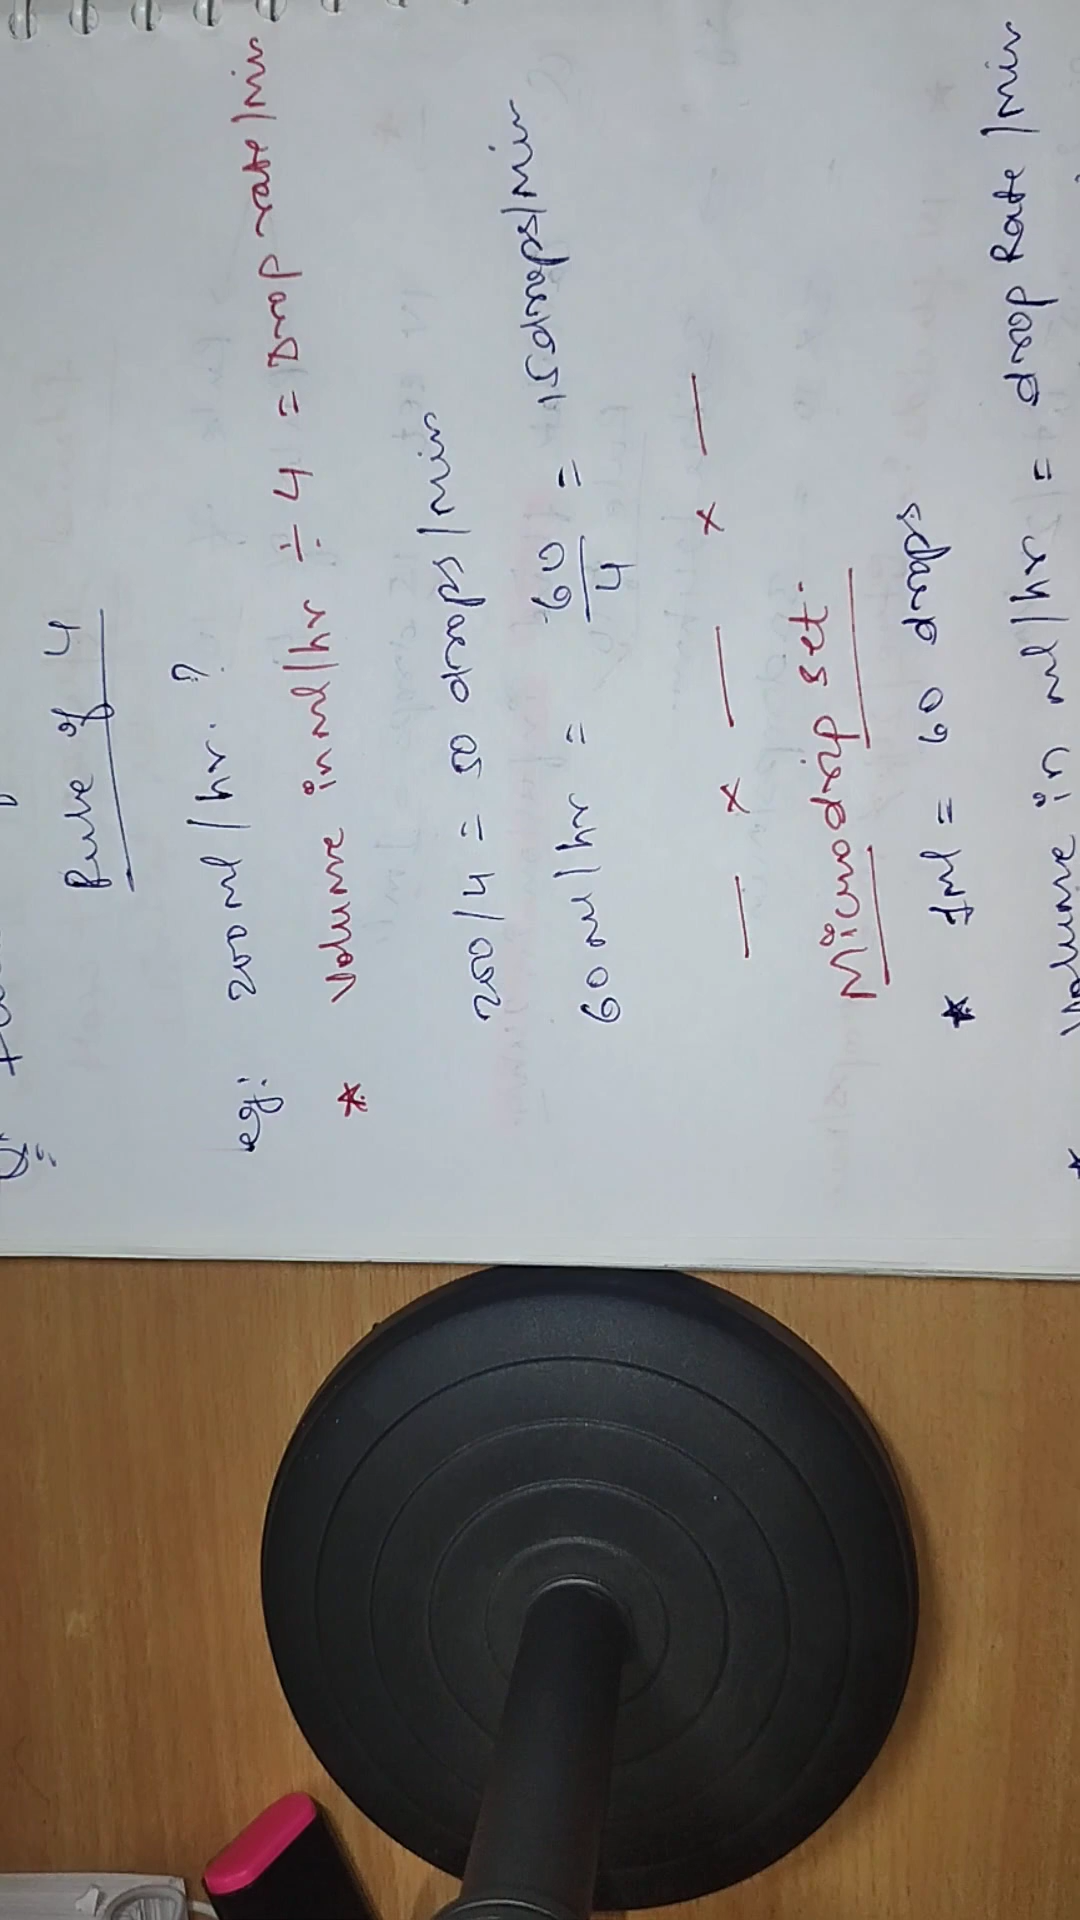 Rule of 4
eg: 200 ml / hr. ?
* Volume in ml / hr ÷ 4 = Drop rate / min
200 / 4 = 50 drops / min
60 ml / hr = 60/4 = 15 drops / min
— x — x —
Microdrip set.
* 1 ml = 60 drops
* Volume in ml / hr = drop Rate / min